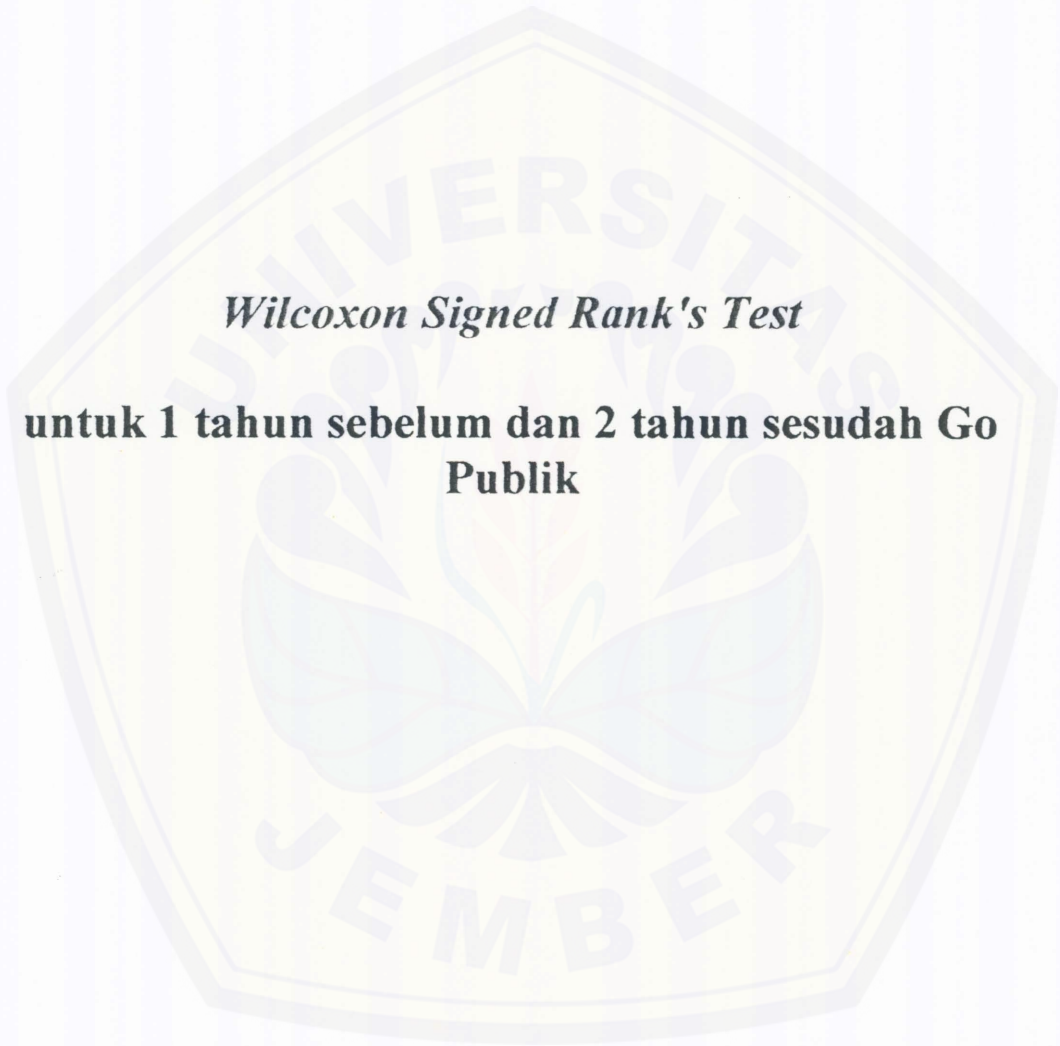 UNIVERSITAS
Wilcoxon Signed Rank's Test
untuk 1 tahun sebelum dan 2 tahun sesudah Go
Publik
JEMBER